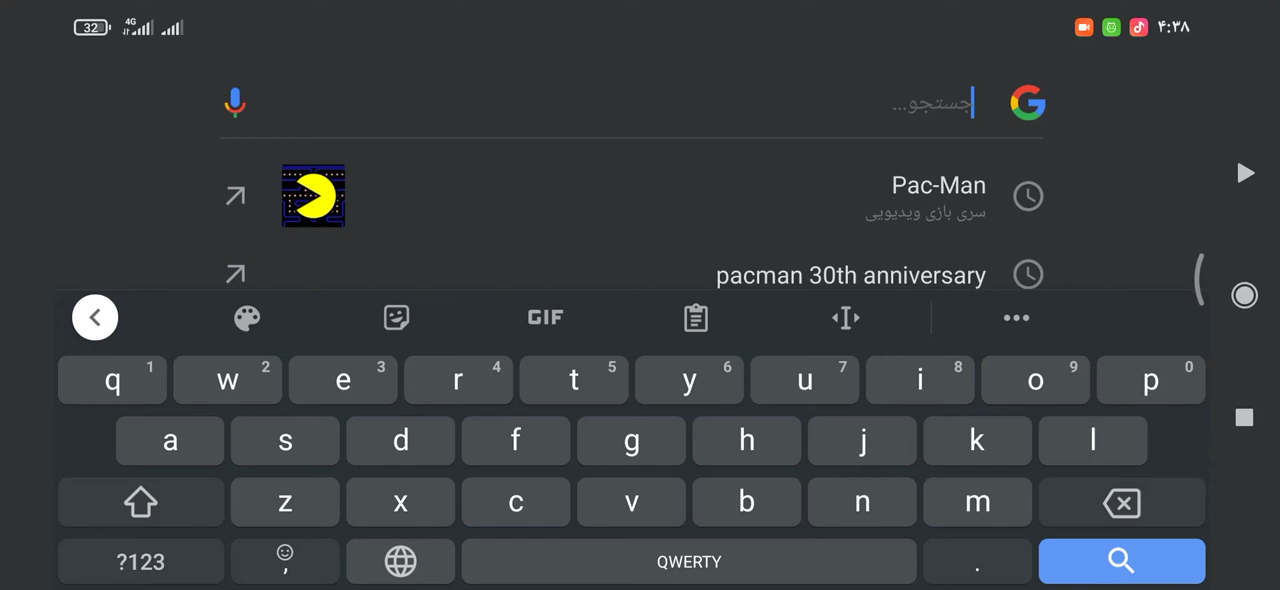 32 4G ۴:۳۸
جستجو...
Pac-Man
سری بازی ویدیویی
pacman 30th anniversary
GIF
q 1 w 2 e 3 r 4 t 5 y 6 u 7 i 8 o 9 p 0
a s d f g h j k l
z x c v b n m
?123 , QWERTY .